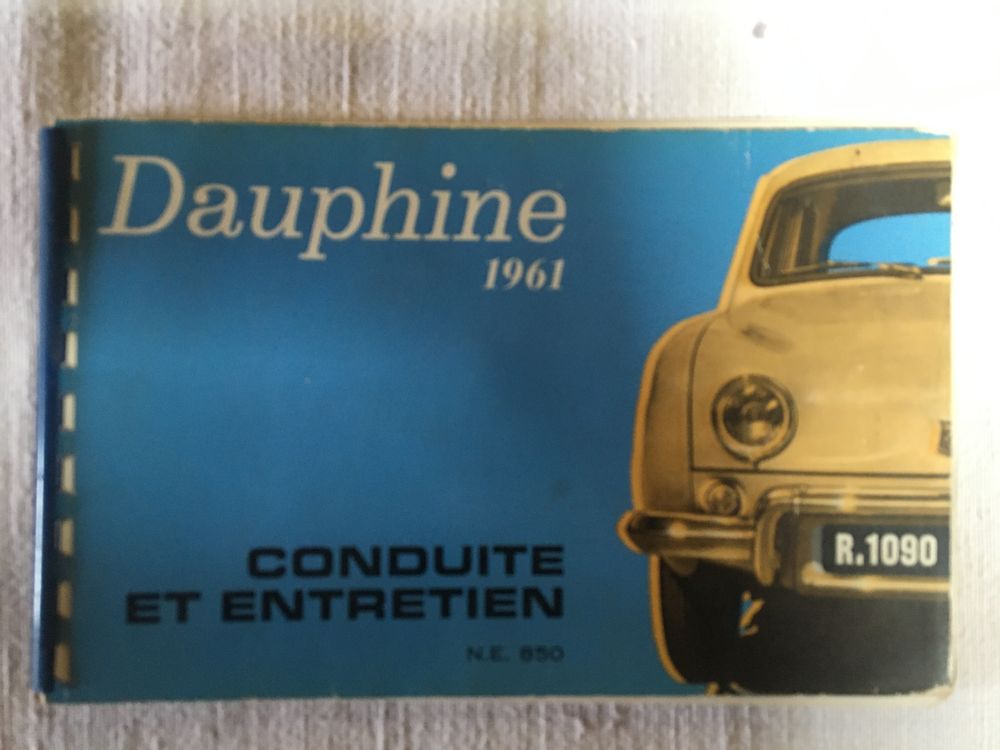 Dauphine
1961
R.1090
CONDUITE
ET ENTRETIEN
N.E. 850